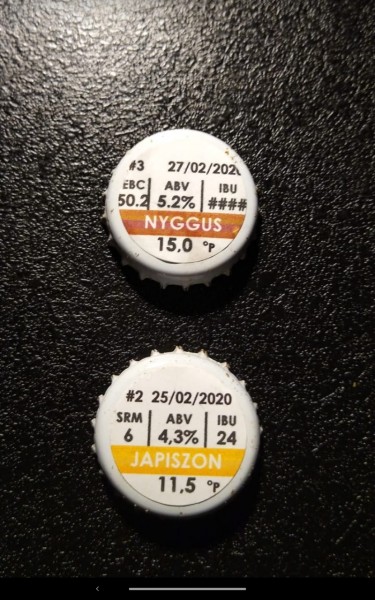 #3 27/02/202
EBC ABV IBU
50.2 5.2% ####
NYGGUS
15.0 °P
#2 25/02/2020
SRM ABV IBU
6 4,3% 24
JAPISZON
11,5 °P